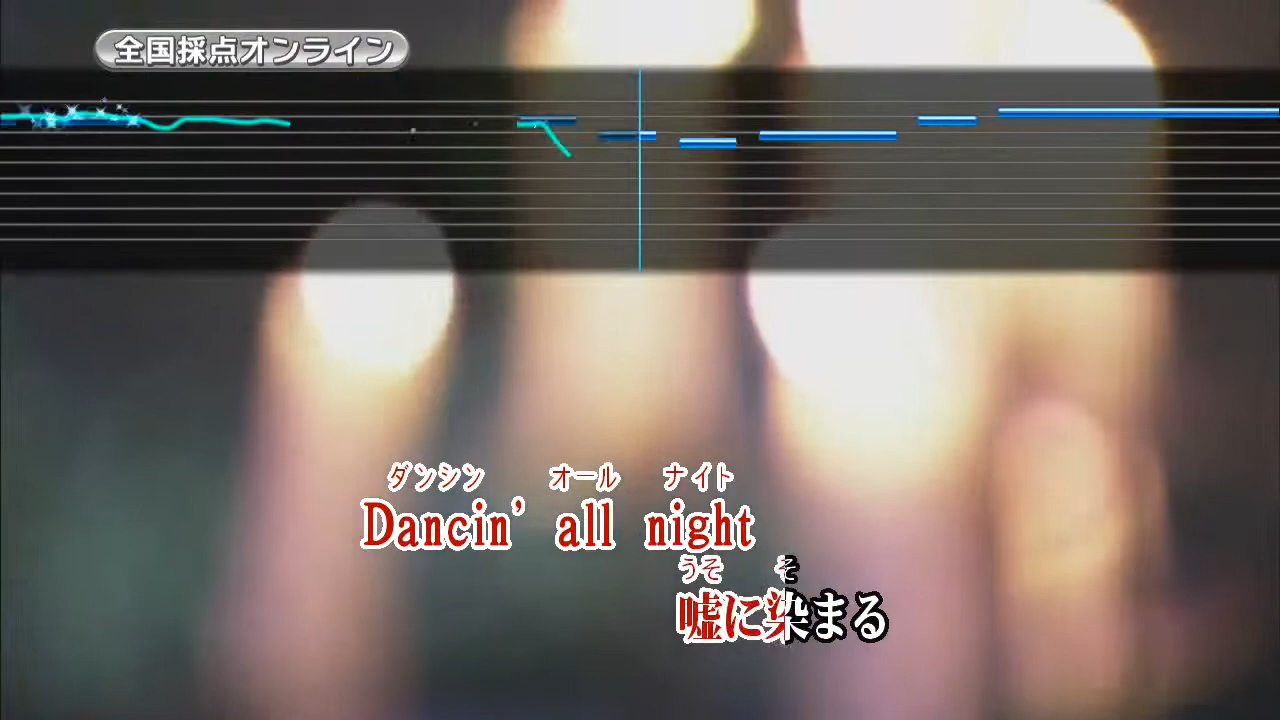 全国採点オンライン
ダンシン オール ナイト
Dancin' all night
うそ そ
嘘に染まる